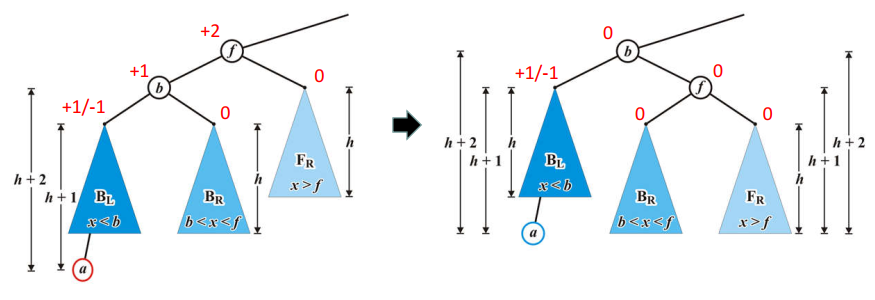 +2
f
+1
b
0
+1/-1
0
h
h + 2
h + 1
B_L
x < b
B_R
b < x < f
h
F_R
x > f
a
0
b
+1/-1
0
f
h + 2
h + 1
h
0
0
h
h + 1
h + 2
B_L
x < b
B_R
b < x < f
F_R
x > f
a